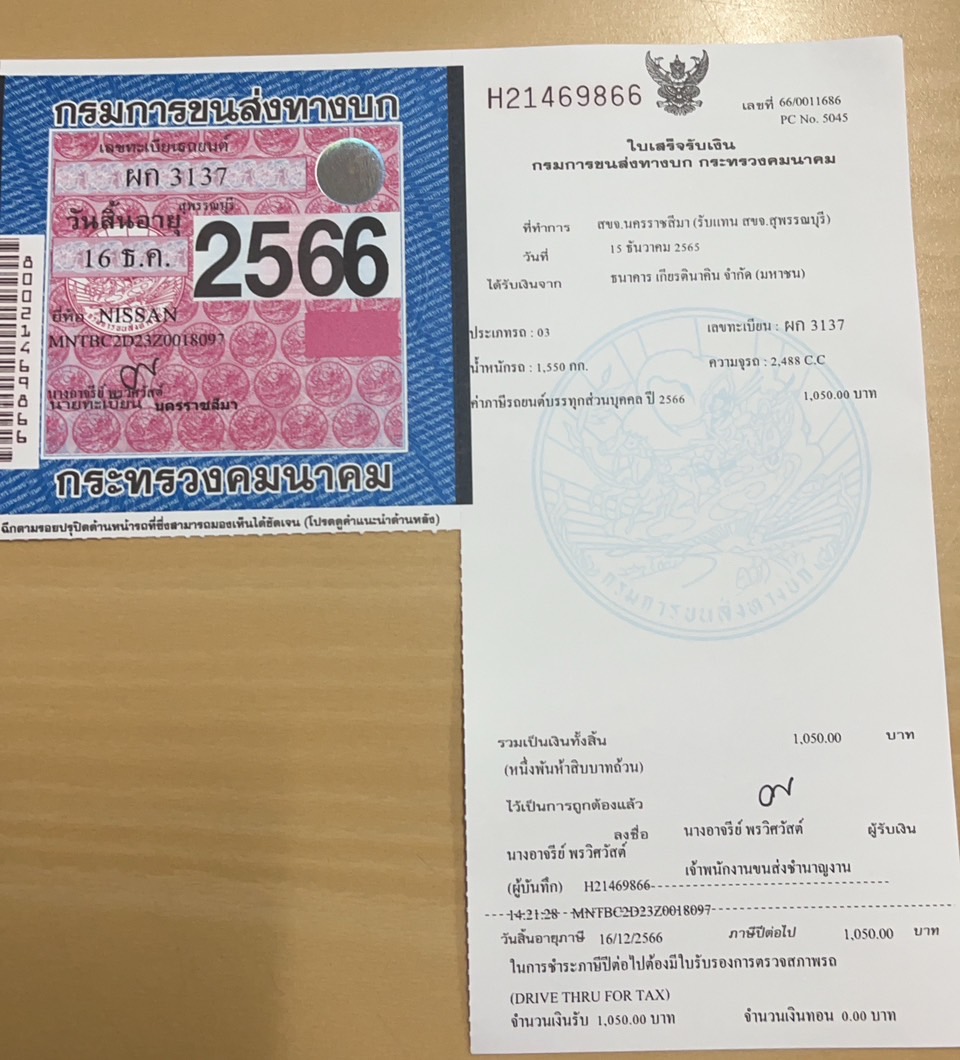 กรมการขนส่งทางบก
เลขทะเบียนรถยนต์
ผก 3137
สุพรรณบุรี
วันสิ้นอายุ
16 ธ.ค.
2566
ยี่ห้อ NISSAN
MNTBC2D23Z0018097
นางอาจรีย์ พรวิศวัสต์
นายทะเบียน นครราชสีมา
กระทรวงคมนาคม
80021469866
ฉีกตามรอยปรุปิดด้านหน้ารถที่ซึ่งสามารถมองเห็นได้ชัดเจน (โปรดดูคำแนะนำด้านหลัง)
H21469866
เลขที่ 66/0011686
PC No. 5045
ใบเสร็จรับเงิน
กรมการขนส่งทางบก กระทรวงคมนาคม
ที่ทำการ สขจ.นครราชสีมา (รับแทน สขจ.สุพรรณบุรี)
วันที่ 15 ธันวาคม 2565
ได้รับเงินจาก ธนาคาร เกียรตินาคิน จำกัด (มหาชน)
ประเภทรถ : 03 เลขทะเบียน : ผก 3137
น้ำหนักรถ : 1,550 กก. ความจุรถ : 2,488 C.C
ค่าภาษีรถยนต์บรรทุกส่วนบุคคล ปี 2566 1,050.00 บาท
กรมการขนส่งทางบก
รวมเป็นเงินทั้งสิ้น 1,050.00 บาท
(หนึ่งพันห้าสิบบาทถ้วน)
ไว้เป็นการถูกต้องแล้ว
ลงชื่อ นางอาจรีย์ พรวิศวัสต์ ผู้รับเงิน
นางอาจรีย์ พรวิศวัสต์
เจ้าพนักงานขนส่งชำนาญงาน
(ผู้บันทึก) H21469866
14:21:28 - MNTBC2D23Z0018097
วันสิ้นอายุภาษี 16/12/2566 ภาษีปีต่อไป 1,050.00 บาท
ในการชำระภาษีปีต่อไปต้องมีใบรับรองการตรวจสภาพรถ
(DRIVE THRU FOR TAX)
จำนวนเงินรับ 1,050.00 บาท จำนวนเงินทอน 0.00 บาท